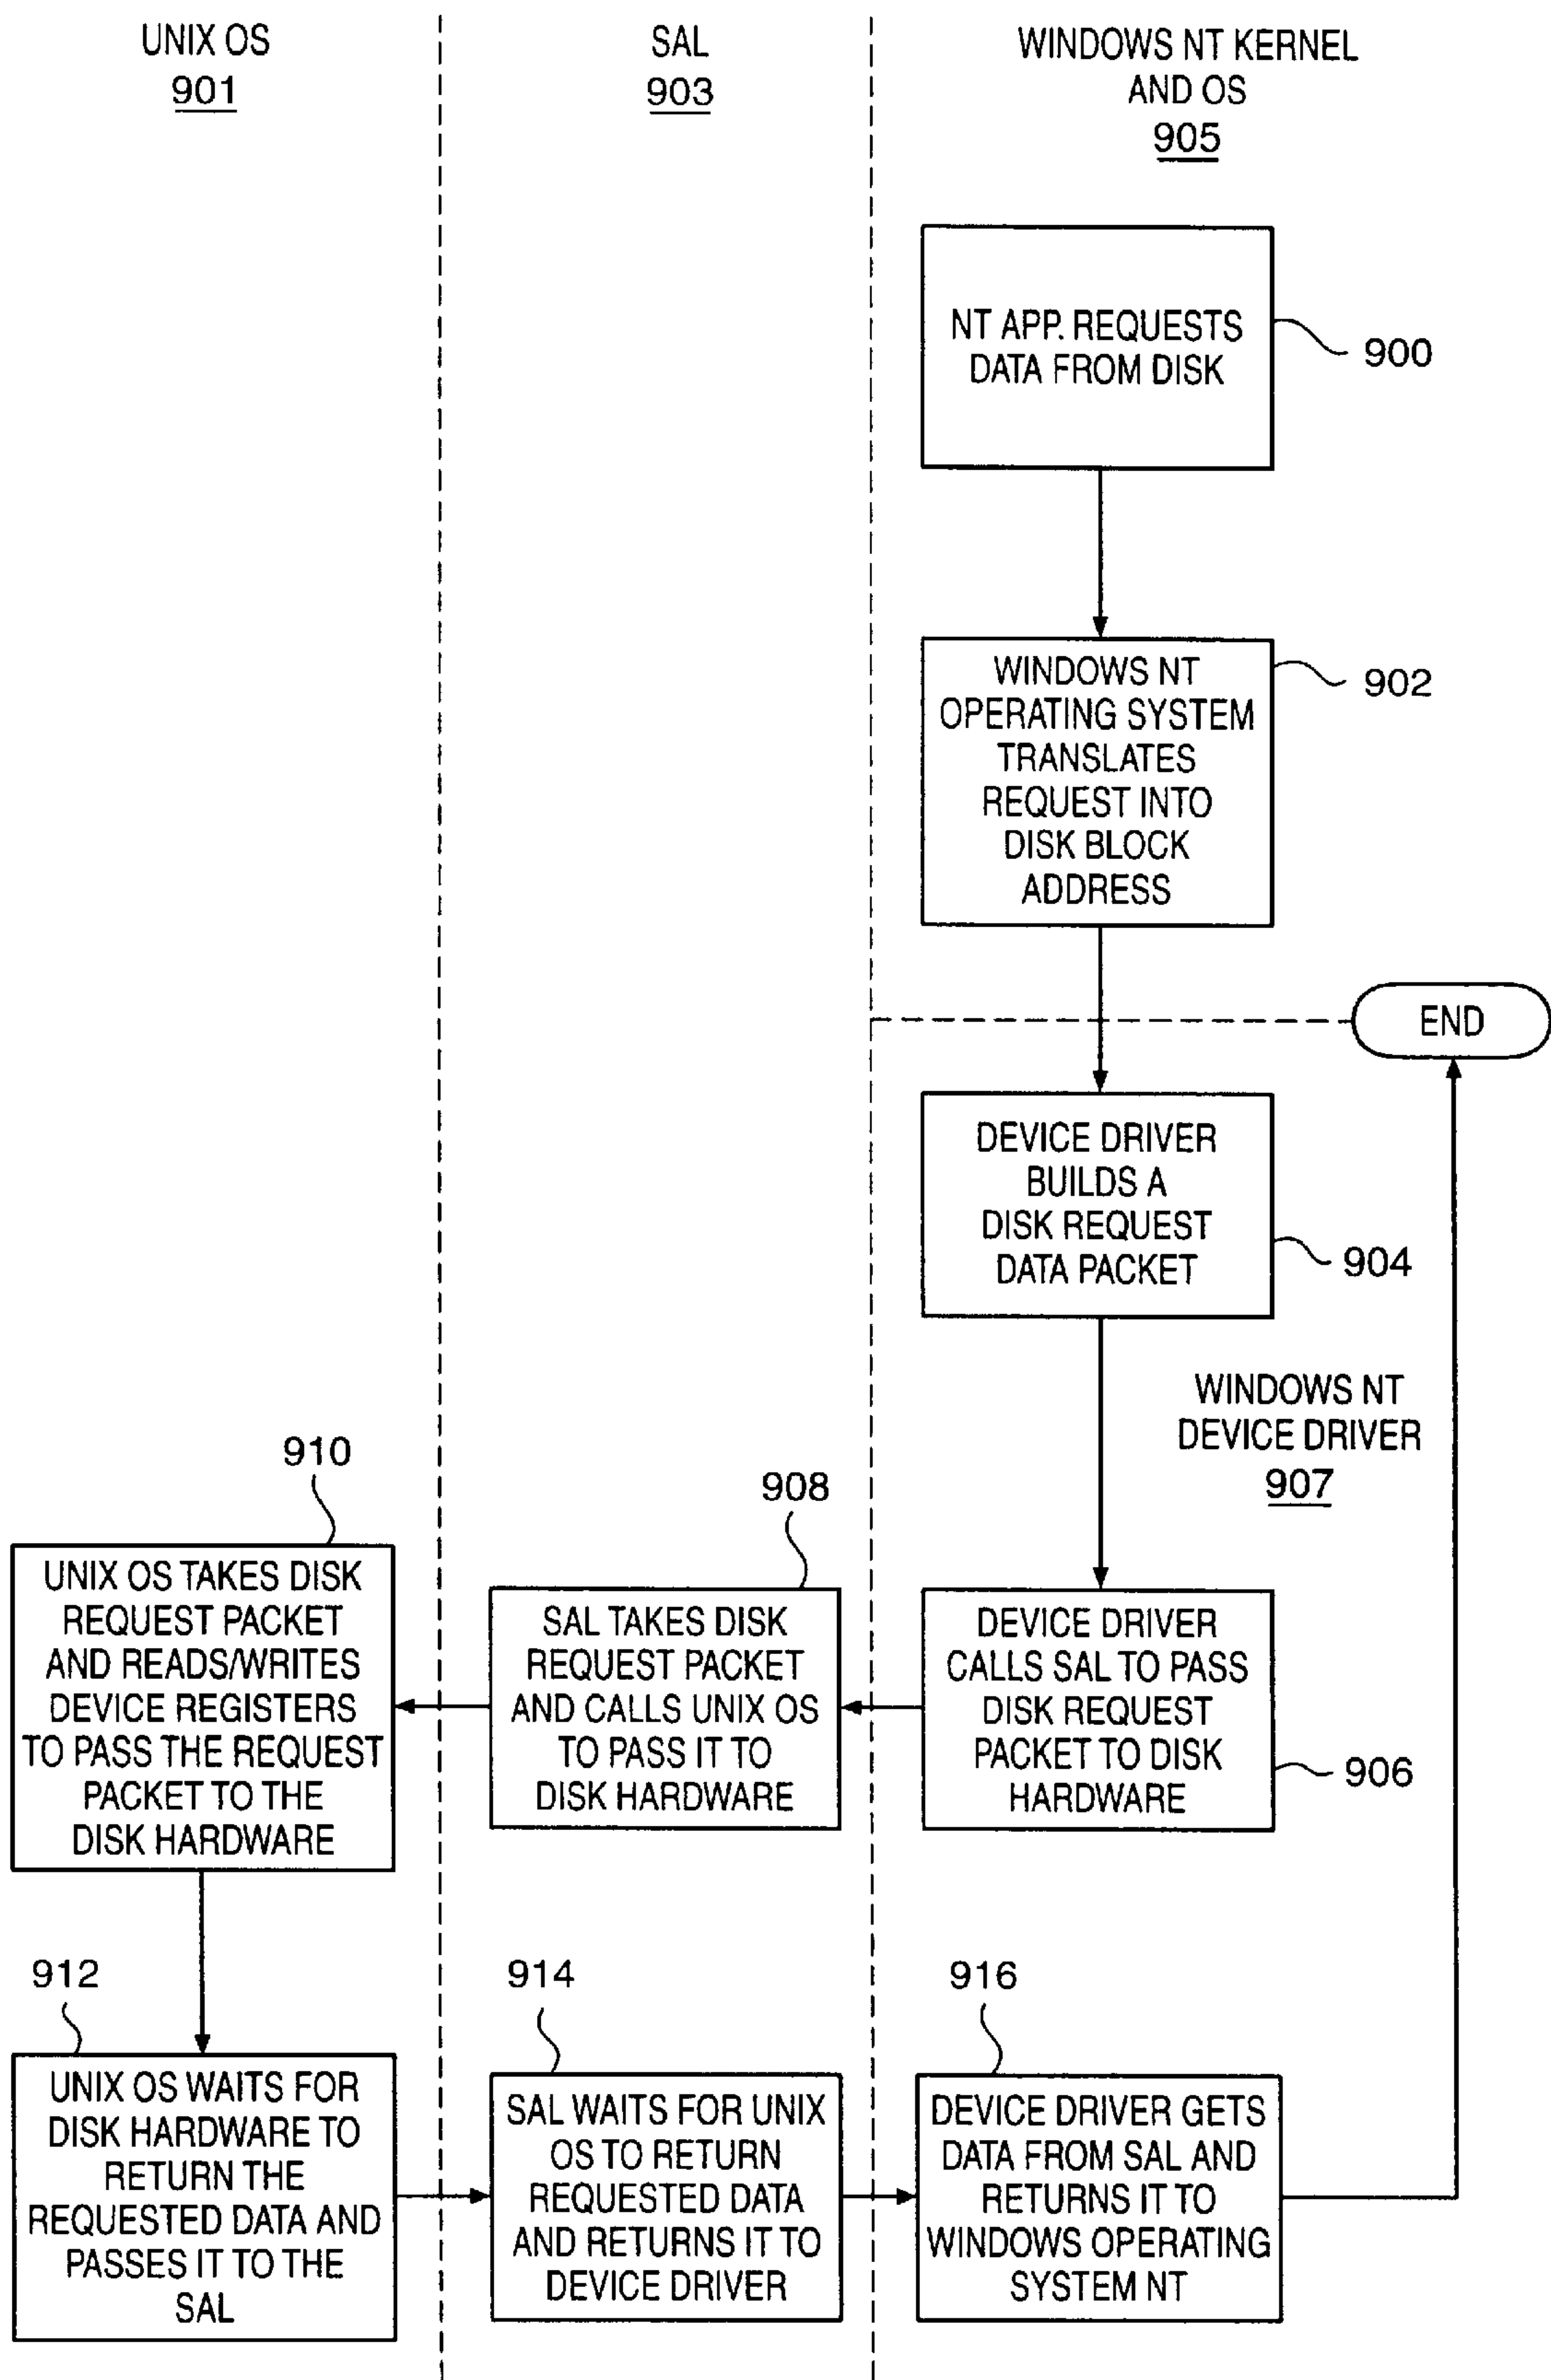 UNIX OS
901
SAL
903
WINDOWS NT KERNEL
AND OS
905
NT APP. REQUESTS
DATA FROM DISK
900
WINDOWS NT
OPERATING SYSTEM
TRANSLATES
REQUEST INTO
DISK BLOCK
ADDRESS
902
END
DEVICE DRIVER
BUILDS A
DISK REQUEST
DATA PACKET
904
WINDOWS NT
DEVICE DRIVER
907
DEVICE DRIVER
CALLS SAL TO PASS
DISK REQUEST
PACKET TO DISK
HARDWARE
906
908
SAL TAKES DISK
REQUEST PACKET
AND CALLS UNIX OS
TO PASS IT TO
DISK HARDWARE
910
UNIX OS TAKES DISK
REQUEST PACKET
AND READS/WRITES
DEVICE REGISTERS
TO PASS THE REQUEST
PACKET TO THE
DISK HARDWARE
912
UNIX OS WAITS FOR
DISK HARDWARE TO
RETURN THE
REQUESTED DATA AND
PASSES IT TO THE
SAL
914
SAL WAITS FOR UNIX
OS TO RETURN
REQUESTED DATA
AND RETURNS IT TO
DEVICE DRIVER
916
DEVICE DRIVER GETS
DATA FROM SAL AND
RETURNS IT TO
WINDOWS OPERATING
SYSTEM NT